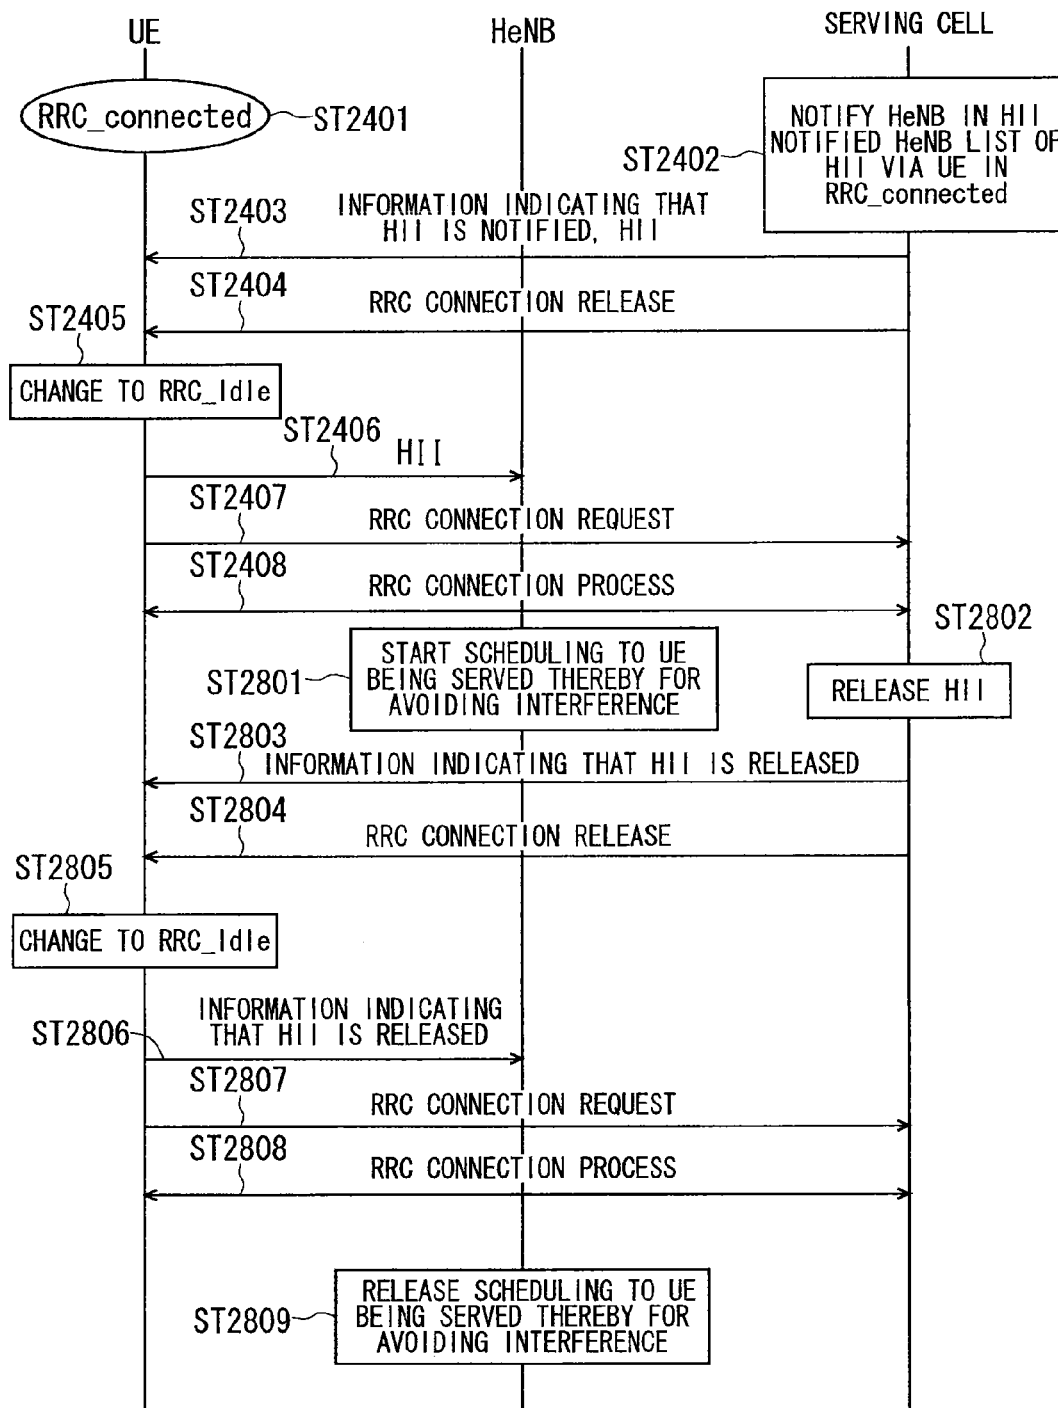 UE
HeNB
SERVING CELL
RRC_connected
ST2401
NOTIFY HeNB IN HII
NOTIFIED HeNB LIST OF
HII VIA UE IN
RRC_connected
ST2402
ST2403
INFORMATION INDICATING THAT
HII IS NOTIFIED, HII
ST2404
RRC CONNECTION RELEASE
ST2405
CHANGE TO RRC_Idle
ST2406
HII
ST2407
RRC CONNECTION REQUEST
ST2408
RRC CONNECTION PROCESS
ST2801
START SCHEDULING TO UE
BEING SERVED THEREBY FOR
AVOIDING INTERFERENCE
ST2802
RELEASE HII
ST2803
INFORMATION INDICATING THAT HII IS RELEASED
ST2804
RRC CONNECTION RELEASE
ST2805
CHANGE TO RRC_Idle
INFORMATION INDICATING
THAT HII IS RELEASED
ST2806
ST2807
RRC CONNECTION REQUEST
ST2808
RRC CONNECTION PROCESS
ST2809
RELEASE SCHEDULING TO UE
BEING SERVED THEREBY FOR
AVOIDING INTERFERENCE